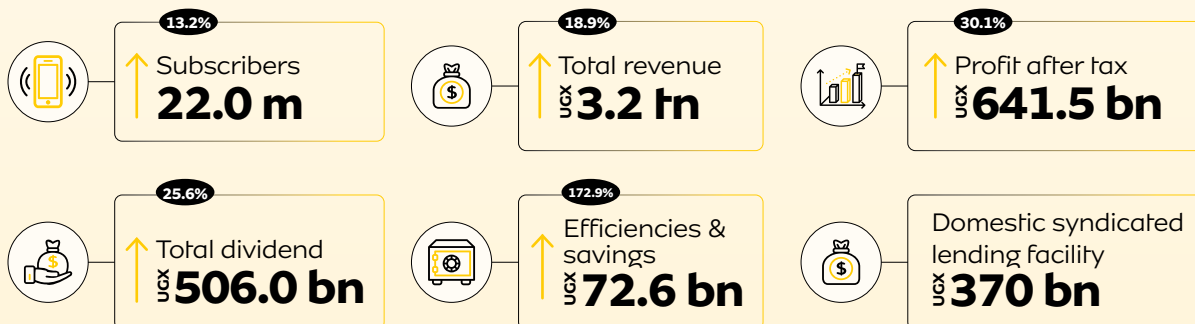 13.2%
Subscribers
22.0 m
18.9%
Total revenue
UGX 3.2 tn
30.1%
Profit after tax
UGX 641.5 bn
25.6%
Total dividend
UGX 506.0 bn
172.9%
Efficiencies &
savings
UGX 72.6 bn
Domestic syndicated
lending facility
UGX 370 bn